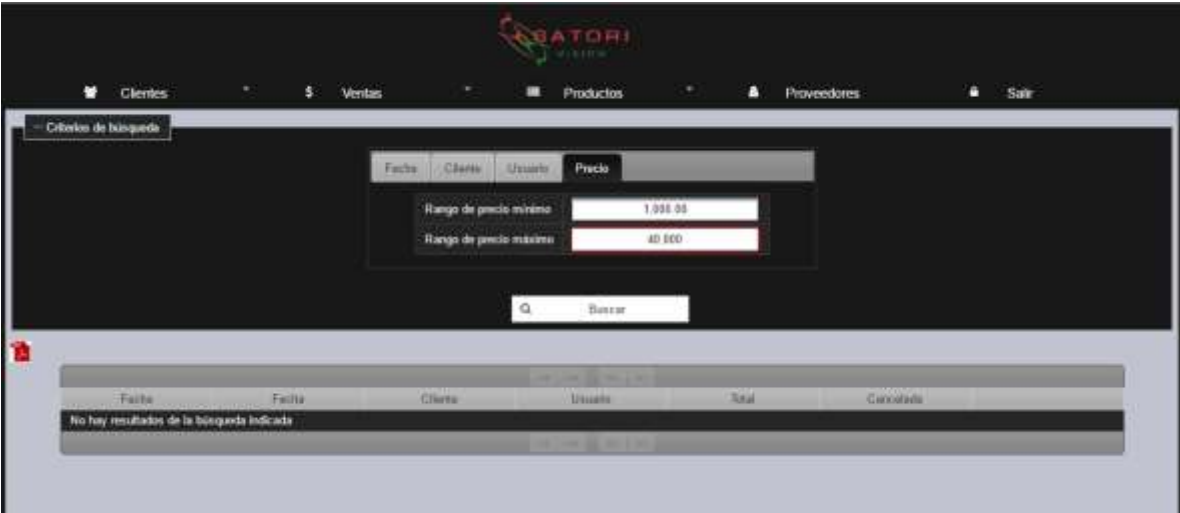 SATORI
VISION
Clientes Ventas Productos Proveedores Salir
Criterios de búsqueda
Fecha Cliente Usuario Precio
Rango de precio mínimo 1,000.00
Rango de precio máximo 40,000
Buscar
Fecha Fecha Cliente Usuario Total Cancelada
No hay resultados de la búsqueda indicada